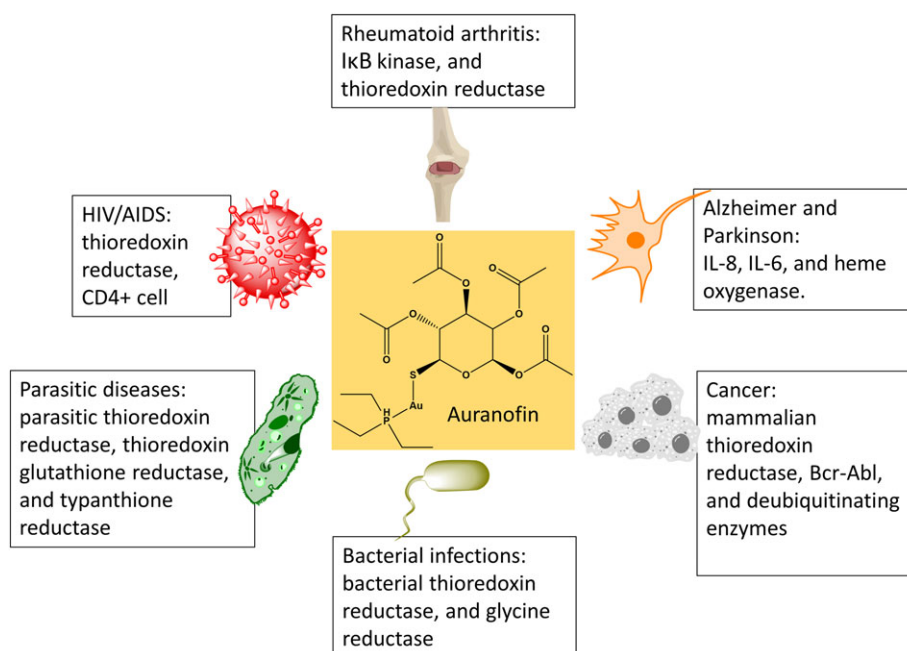 Rheumatoid arthritis:
IκB kinase, and
thioredoxin reductase
HIV/AIDS:
thioredoxin
reductase,
CD4+ cell
Alzheimer and
Parkinson:
IL-8, IL-6, and heme
oxygenase.
O
O
O
O
O
O
O
O
S
O
O
Au
H
P
Auranofin
Parasitic diseases:
parasitic thioredoxin
reductase, thioredoxin
glutathione reductase,
and typanthione
reductase
Cancer:
mammalian
thioredoxin
reductase, Bcr-Abl,
and deubiquitinating
enzymes
Bacterial infections:
bacterial thioredoxin
reductase, and glycine
reductase